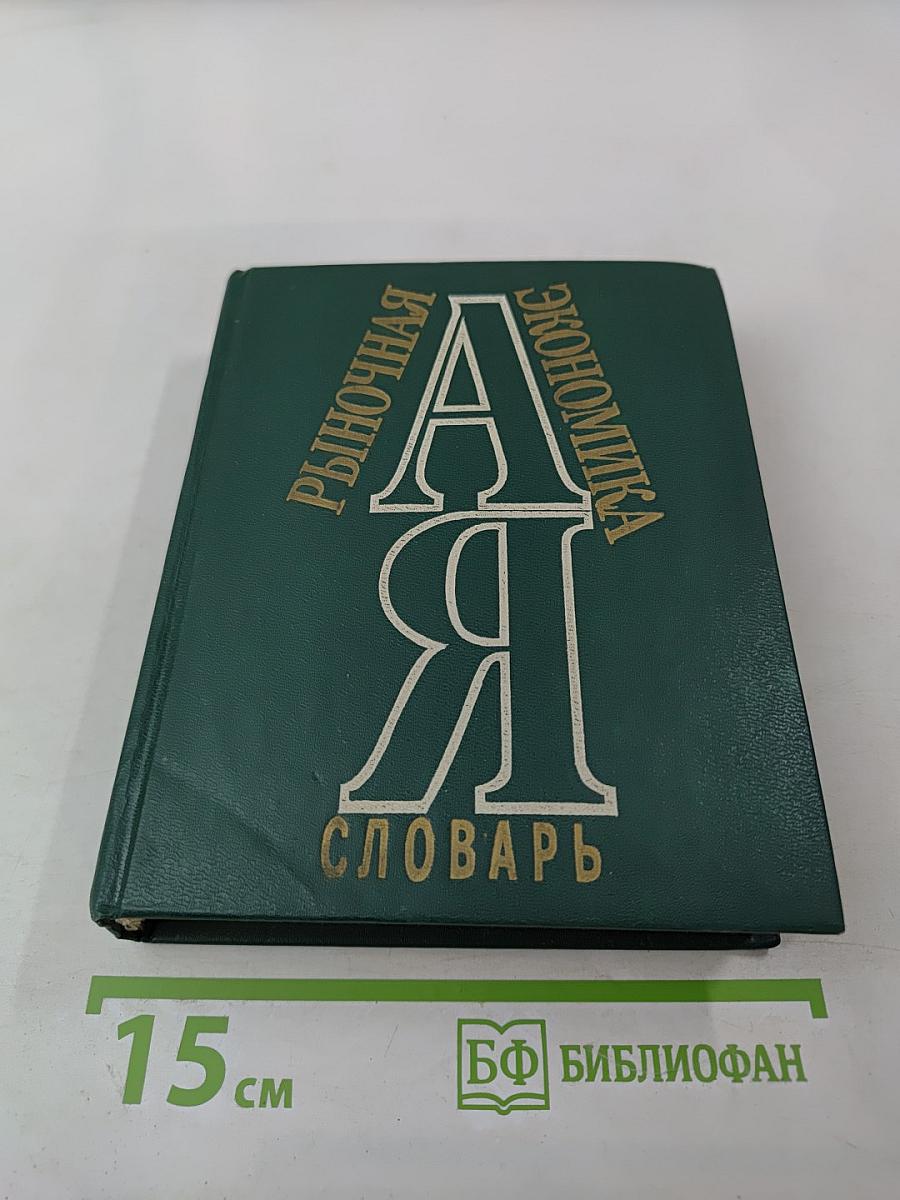 РЫНОЧНАЯ
ЭКОНОМИКА
А
Я
СЛОВАРЬ
15 см
БФ БИБЛИОФАН